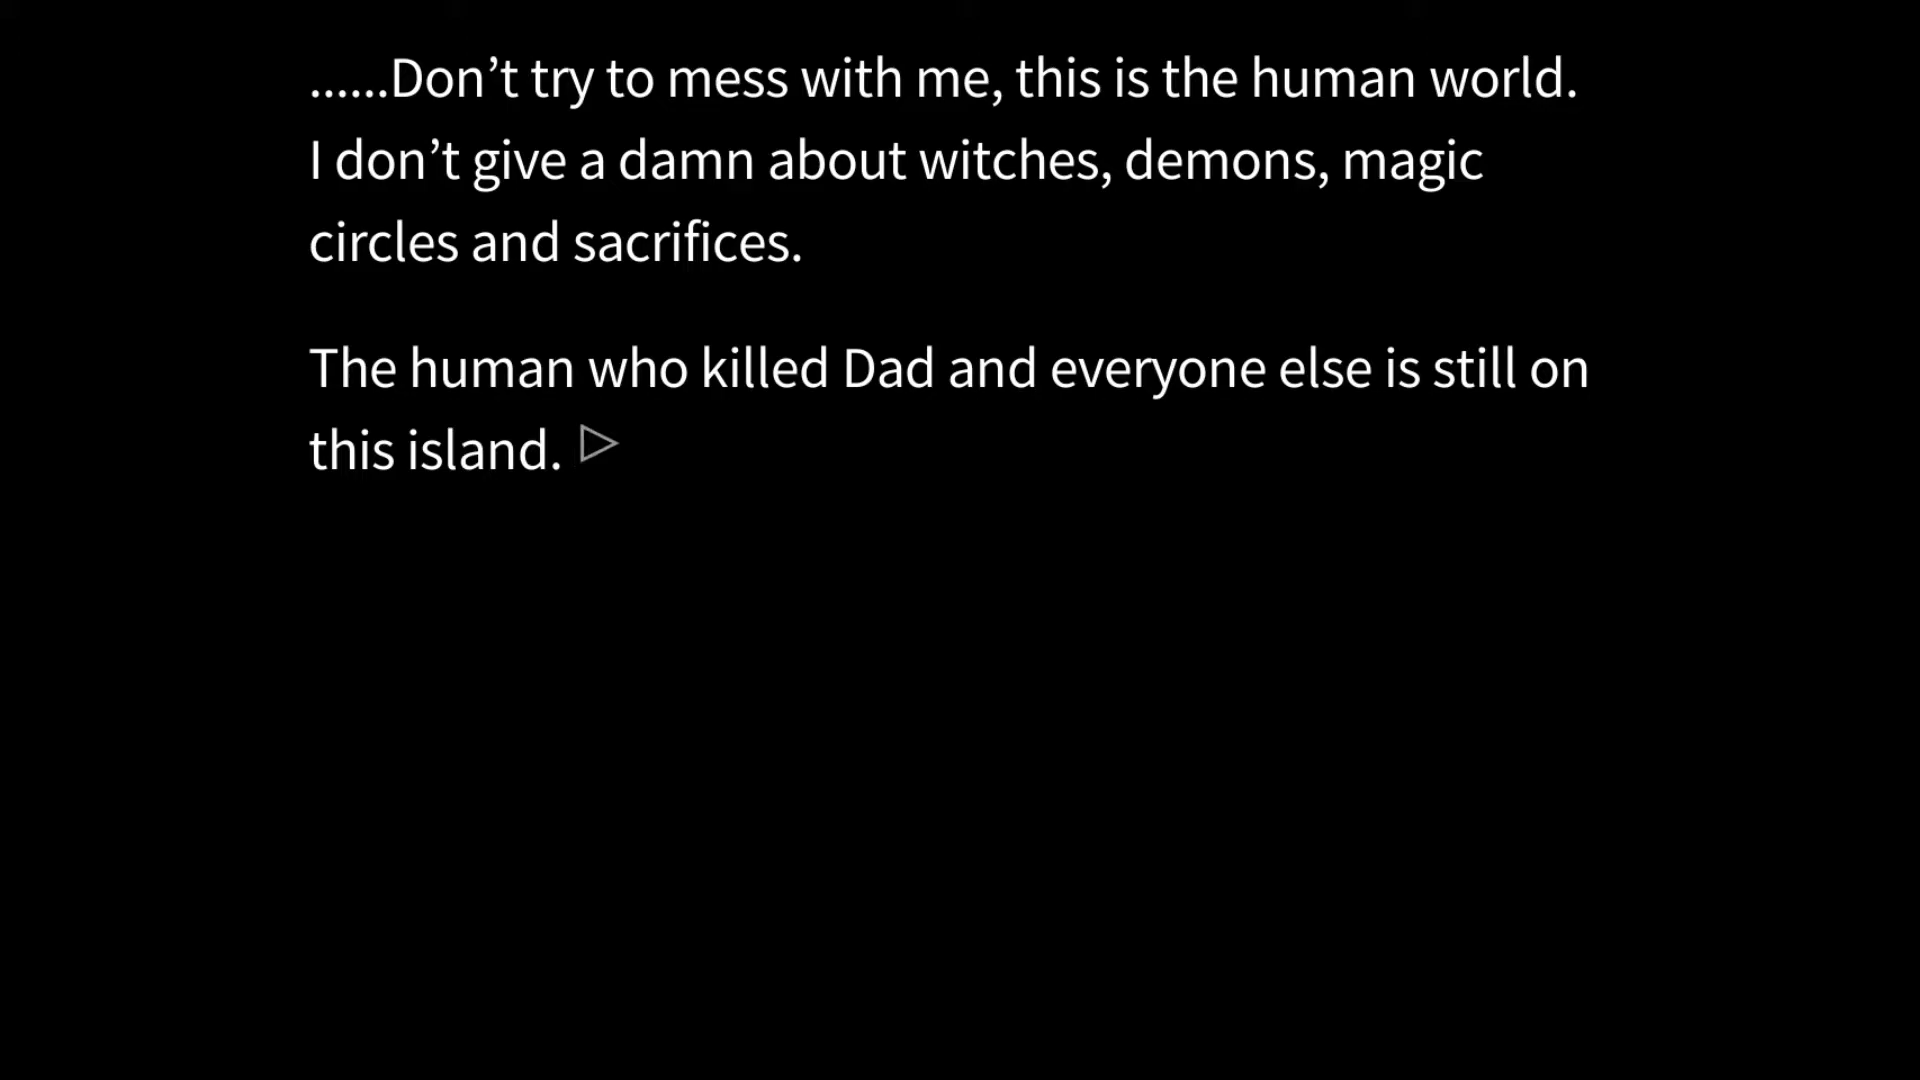 ......Don’t try to mess with me, this is the human world.
I don’t give a damn about witches, demons, magic
circles and sacrifices.
The human who killed Dad and everyone else is still on
this island.